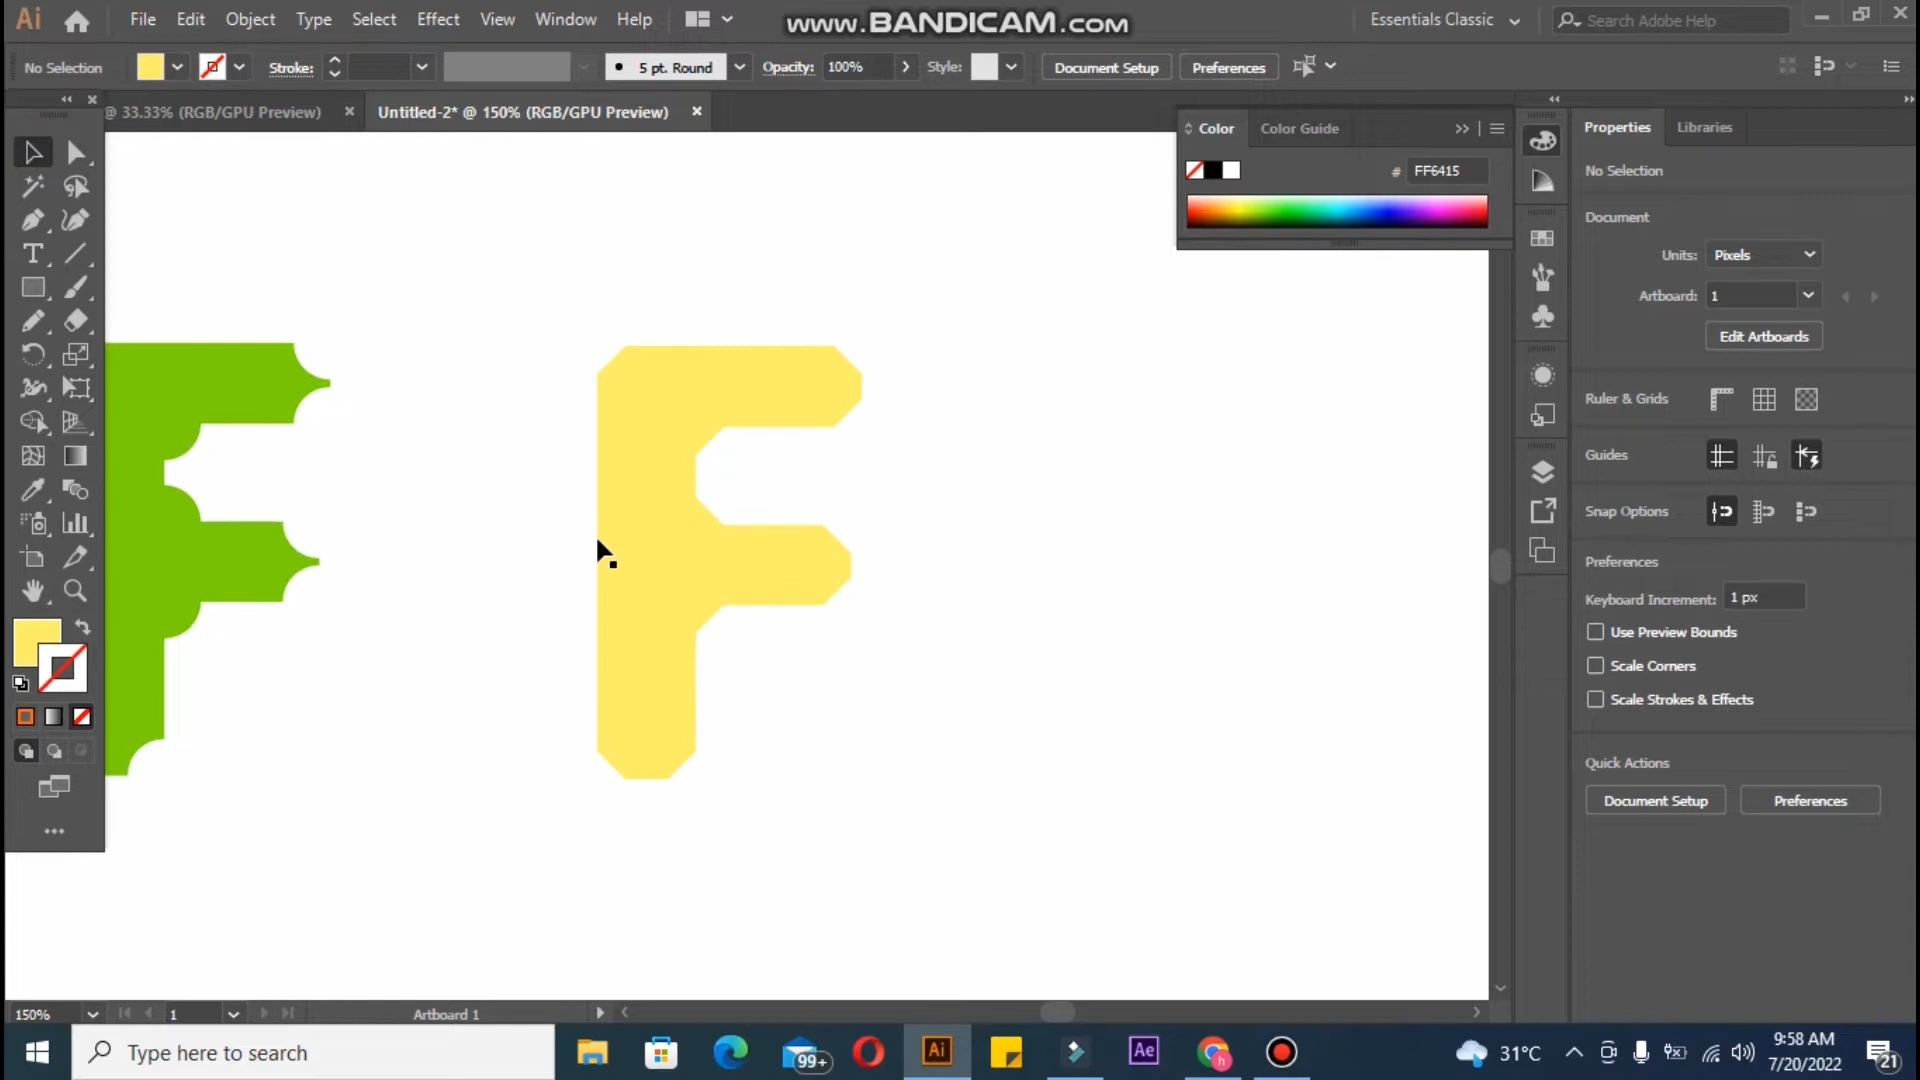 Ai File Edit Object Type Select Effect View Window Help www.BANDICAM.com Essentials Classic Search Adobe Help
No Selection Stroke: 5 pt. Round Opacity: 100% Style: Document Setup Preferences
@ 33.33% (RGB/GPU Preview) Untitled-2* @ 150% (RGB/GPU Preview)
Color Color Guide
# FF6415
Properties Libraries
No Selection
Document
Units: Pixels
Artboard: 1
Edit Artboards
Ruler & Grids
Guides
Snap Options
Preferences
Keyboard Increment: 1 px
Use Preview Bounds
Scale Corners
Scale Strokes & Effects
Quick Actions
Document Setup Preferences
F
F
150% 1 Artboard 1
Type here to search
99+ Ai Ae h 31°C 9:58 AM
7/20/2022 21